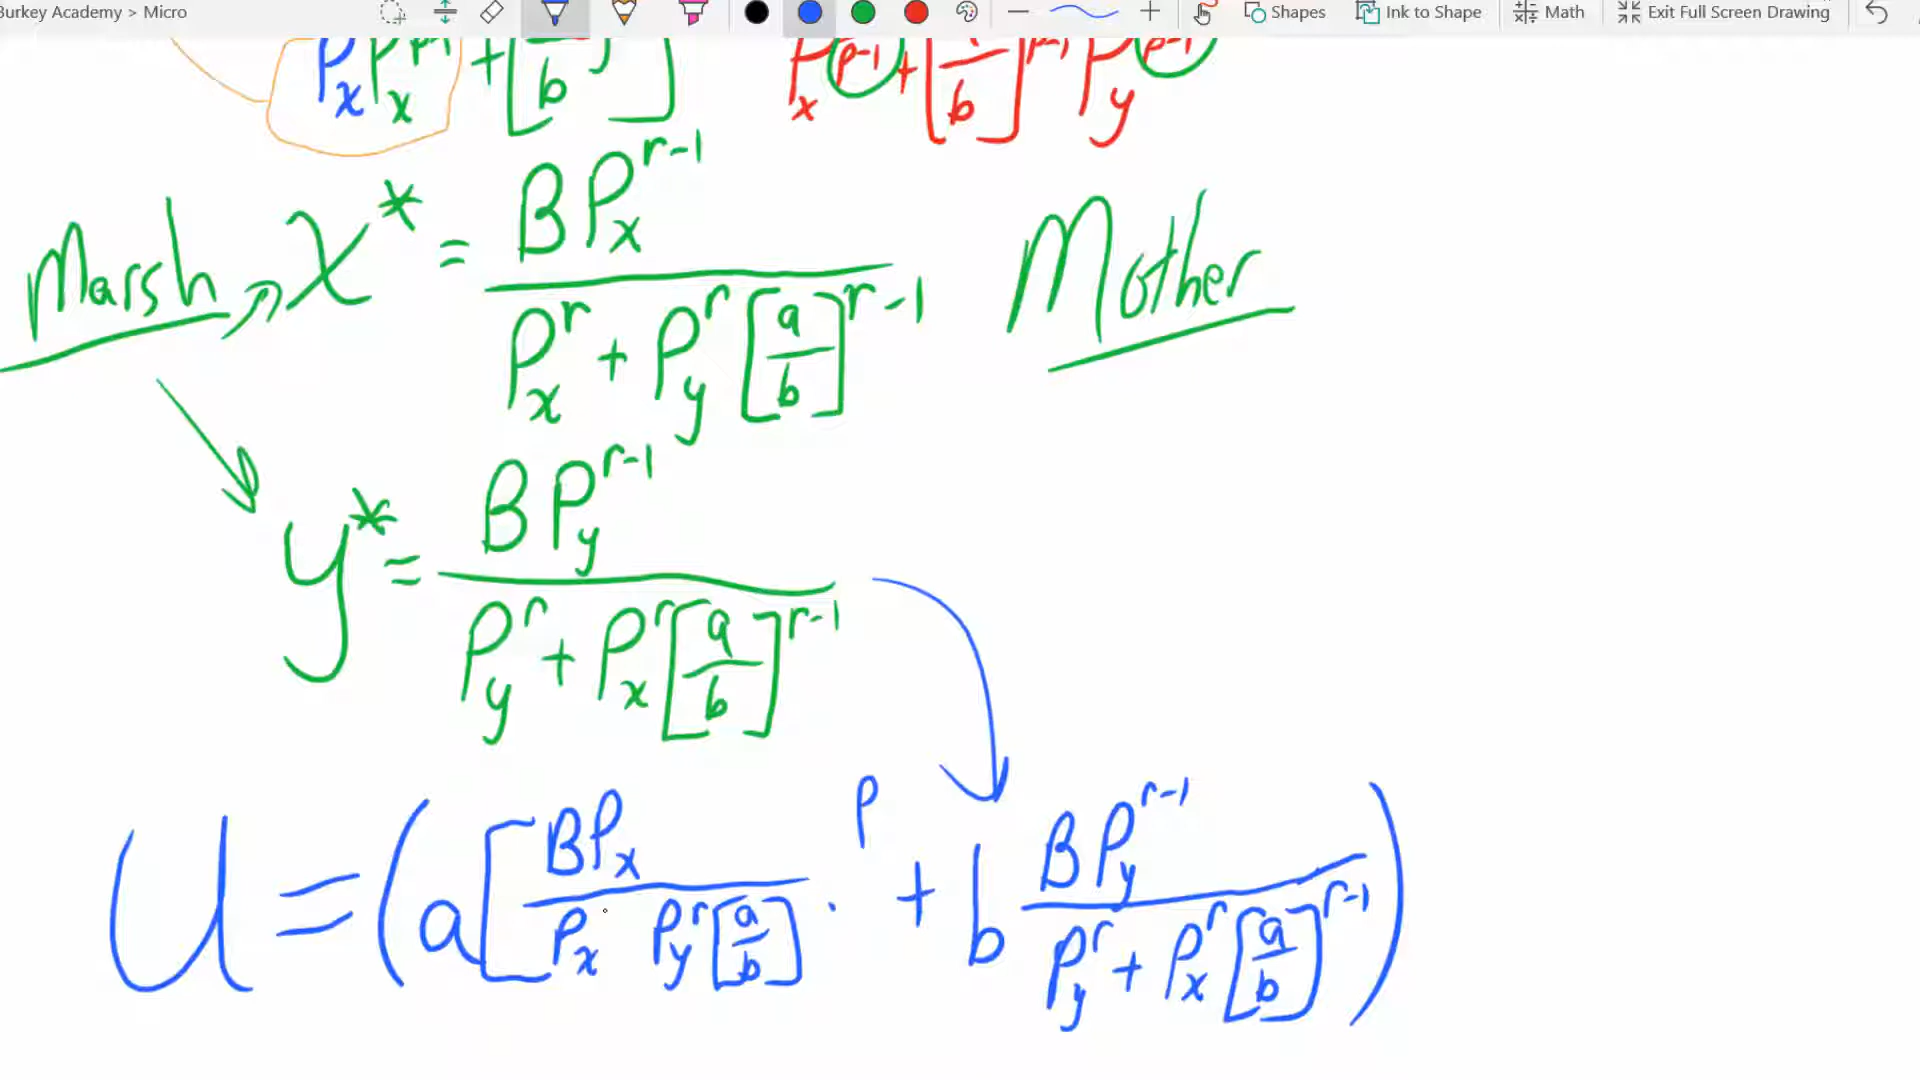 Burkey Academy > Micro Shapes Ink to Shape Math Exit Full Screen Drawing
Marsh x* = BPx^(r-1) / (Px^r + Py^r [a/b]^(r-1)) Mother
y* = BPy^(r-1) / (Py^r + Px^r [a/b]^(r-1))
U = (a[ BPx / (Px Py^r [a/b]) . ρ + b BPy^(r-1) / (Py^r + Px^r [a/b]^(r-1)) )